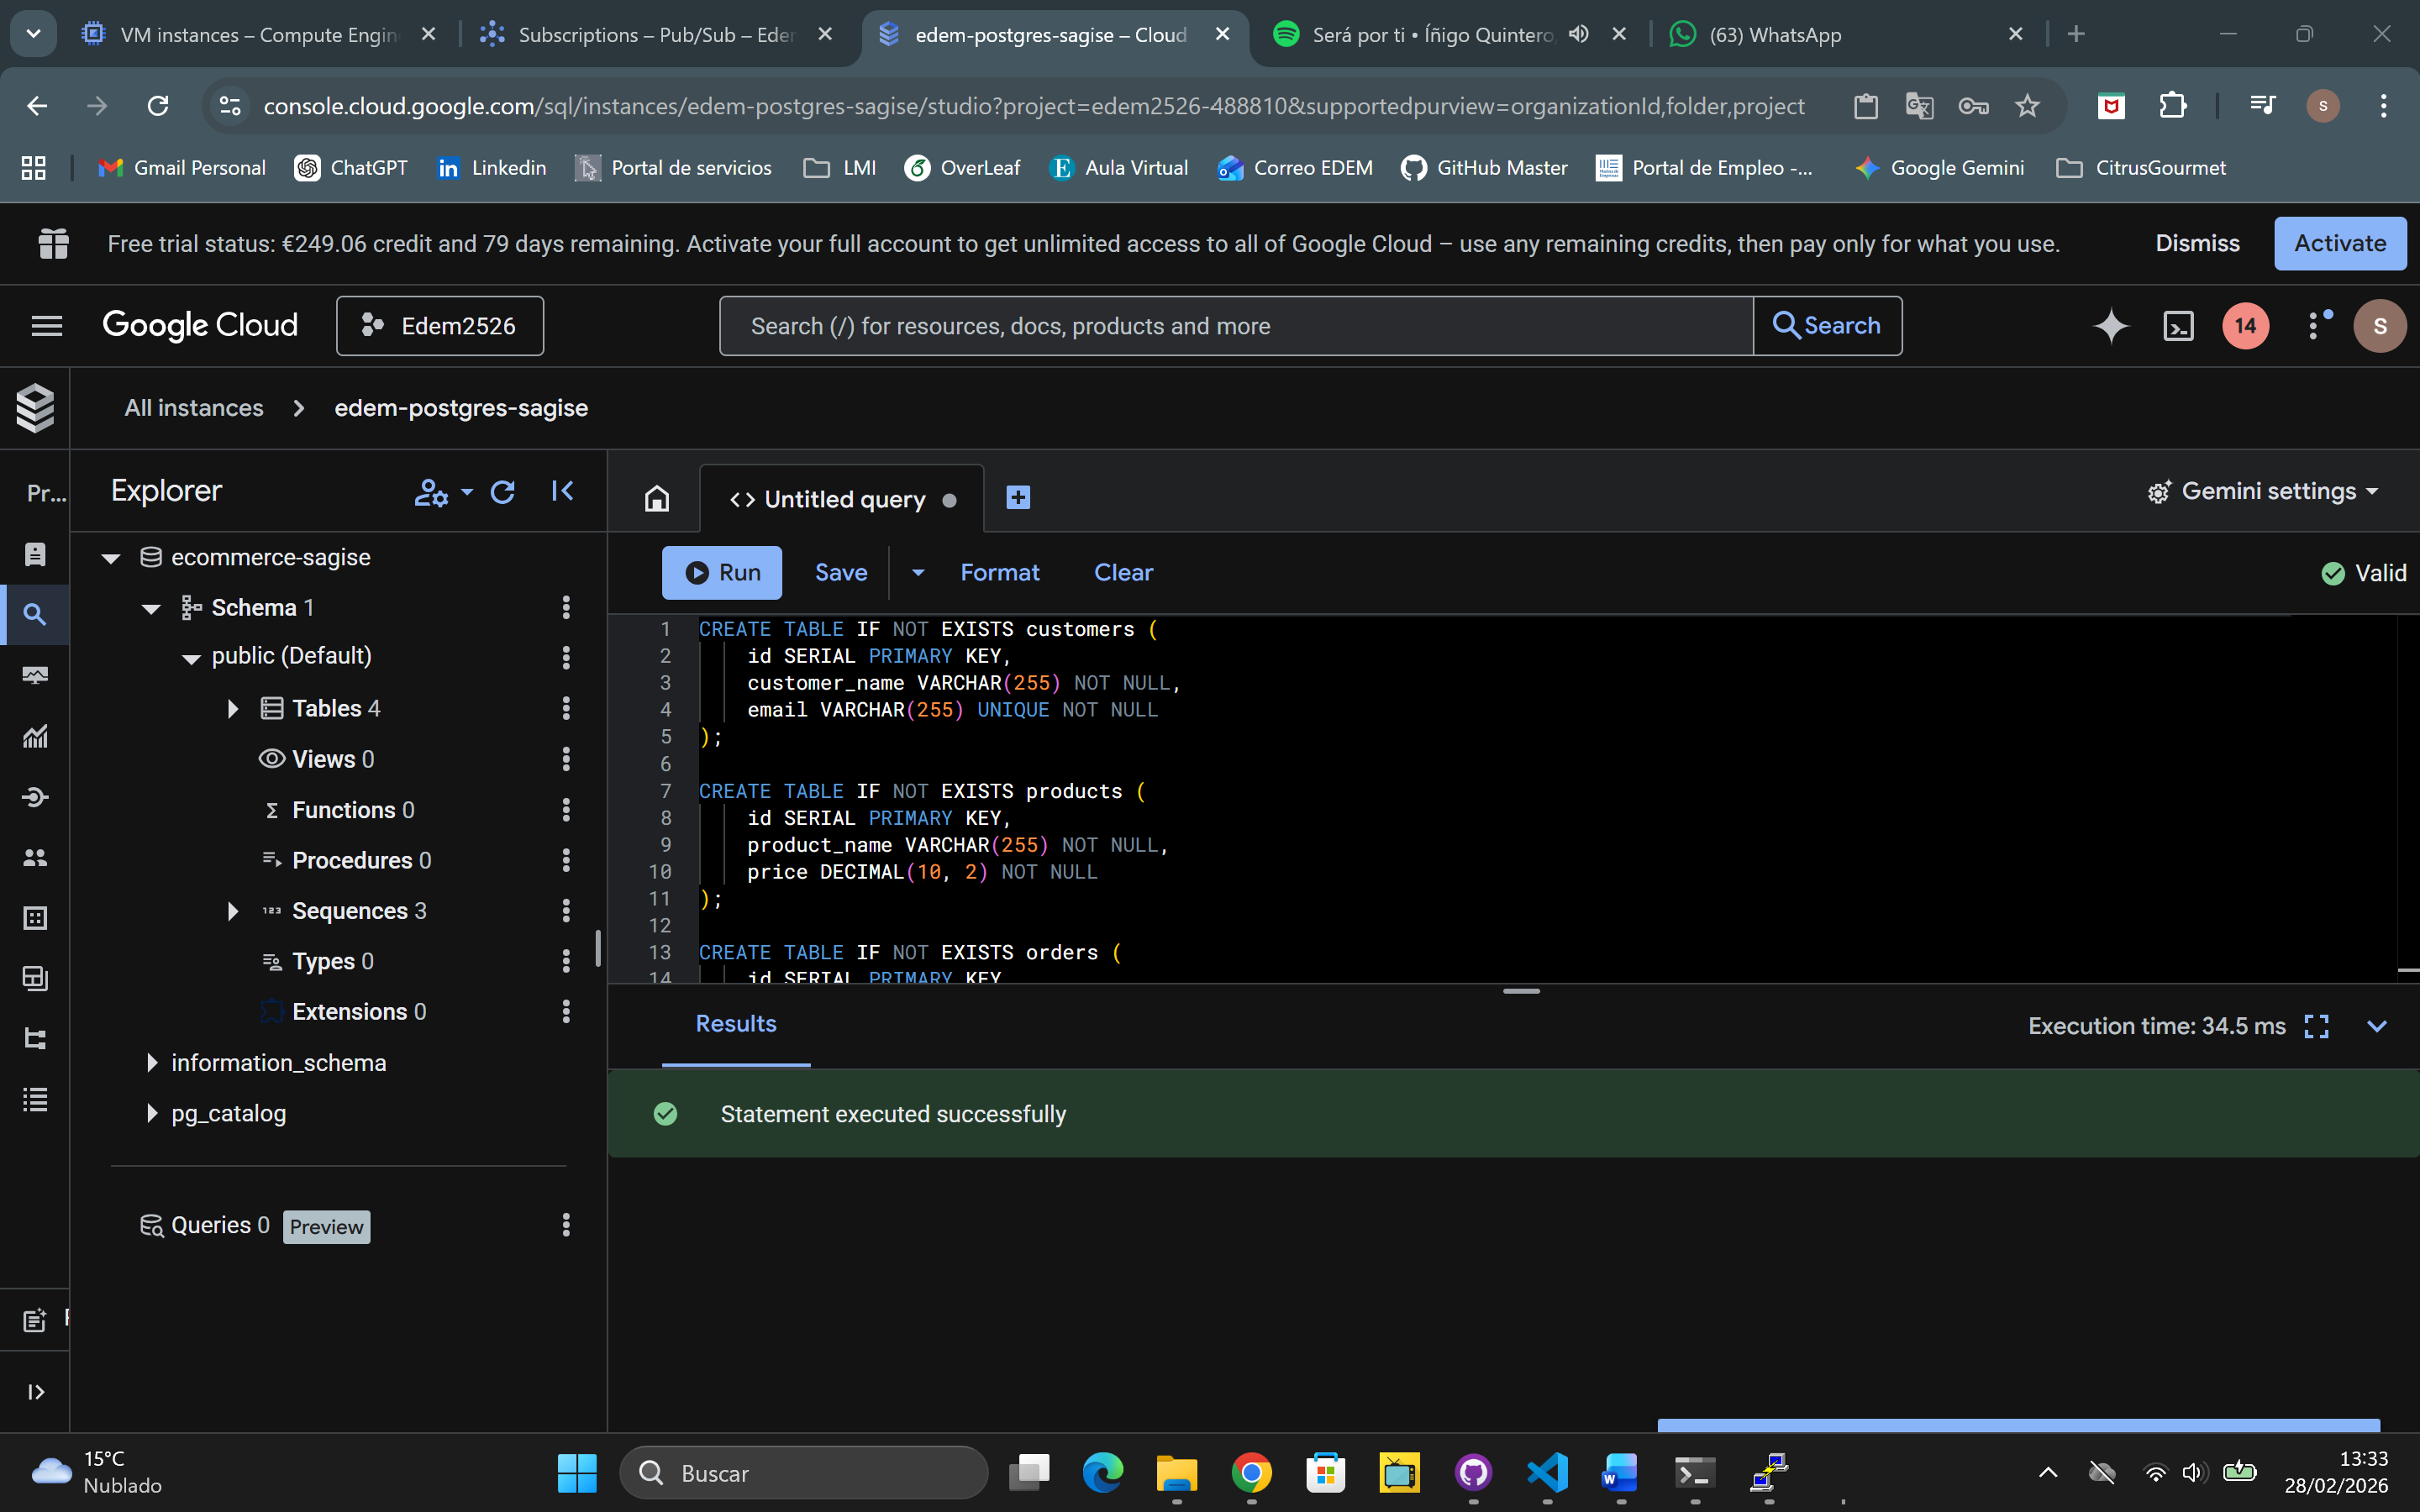 VM instances – Compute Engin
Subscriptions – Pub/Sub – Eder
edem-postgres-sagise – Cloud
Será por ti • Íñigo Quintero,
(63) WhatsApp
console.cloud.google.com/sql/instances/edem-postgres-sagise/studio?project=edem2526-488810&supportedpurview=organizationId,folder,project
S
Gmail Personal
ChatGPT
Linkedin
Portal de servicios
LMI
OverLeaf
Aula Virtual
Correo EDEM
GitHub Master
Portal de Empleo -...
Google Gemini
CitrusGourmet
Free trial status: €249.06 credit and 79 days remaining. Activate your full account to get unlimited access to all of Google Cloud – use any remaining credits, then pay only for what you use.
Dismiss
Activate
Google Cloud
Edem2526
Search (/) for resources, docs, products and more
Search
14
S
All instances
edem-postgres-sagise
Pr...
Explorer
Untitled query
Gemini settings
ecommerce-sagise
Schema 1
public (Default)
Tables 4
Views 0
Functions 0
Procedures 0
Sequences 3
Types 0
Extensions 0
information_schema
pg_catalog
Queries 0 Preview
Run
Save
Format
Clear
Valid
1 CREATE TABLE IF NOT EXISTS customers (
2 id SERIAL PRIMARY KEY,
3 customer_name VARCHAR(255) NOT NULL,
4 email VARCHAR(255) UNIQUE NOT NULL
5 );
6
7 CREATE TABLE IF NOT EXISTS products (
8 id SERIAL PRIMARY KEY,
9 product_name VARCHAR(255) NOT NULL,
10 price DECIMAL(10, 2) NOT NULL
11 );
12
13 CREATE TABLE IF NOT EXISTS orders (
14 id SERIAL PRIMARY KEY
Results
Execution time: 34.5 ms
Statement executed successfully
15°C
Nublado
Buscar
13:33
28/02/2026